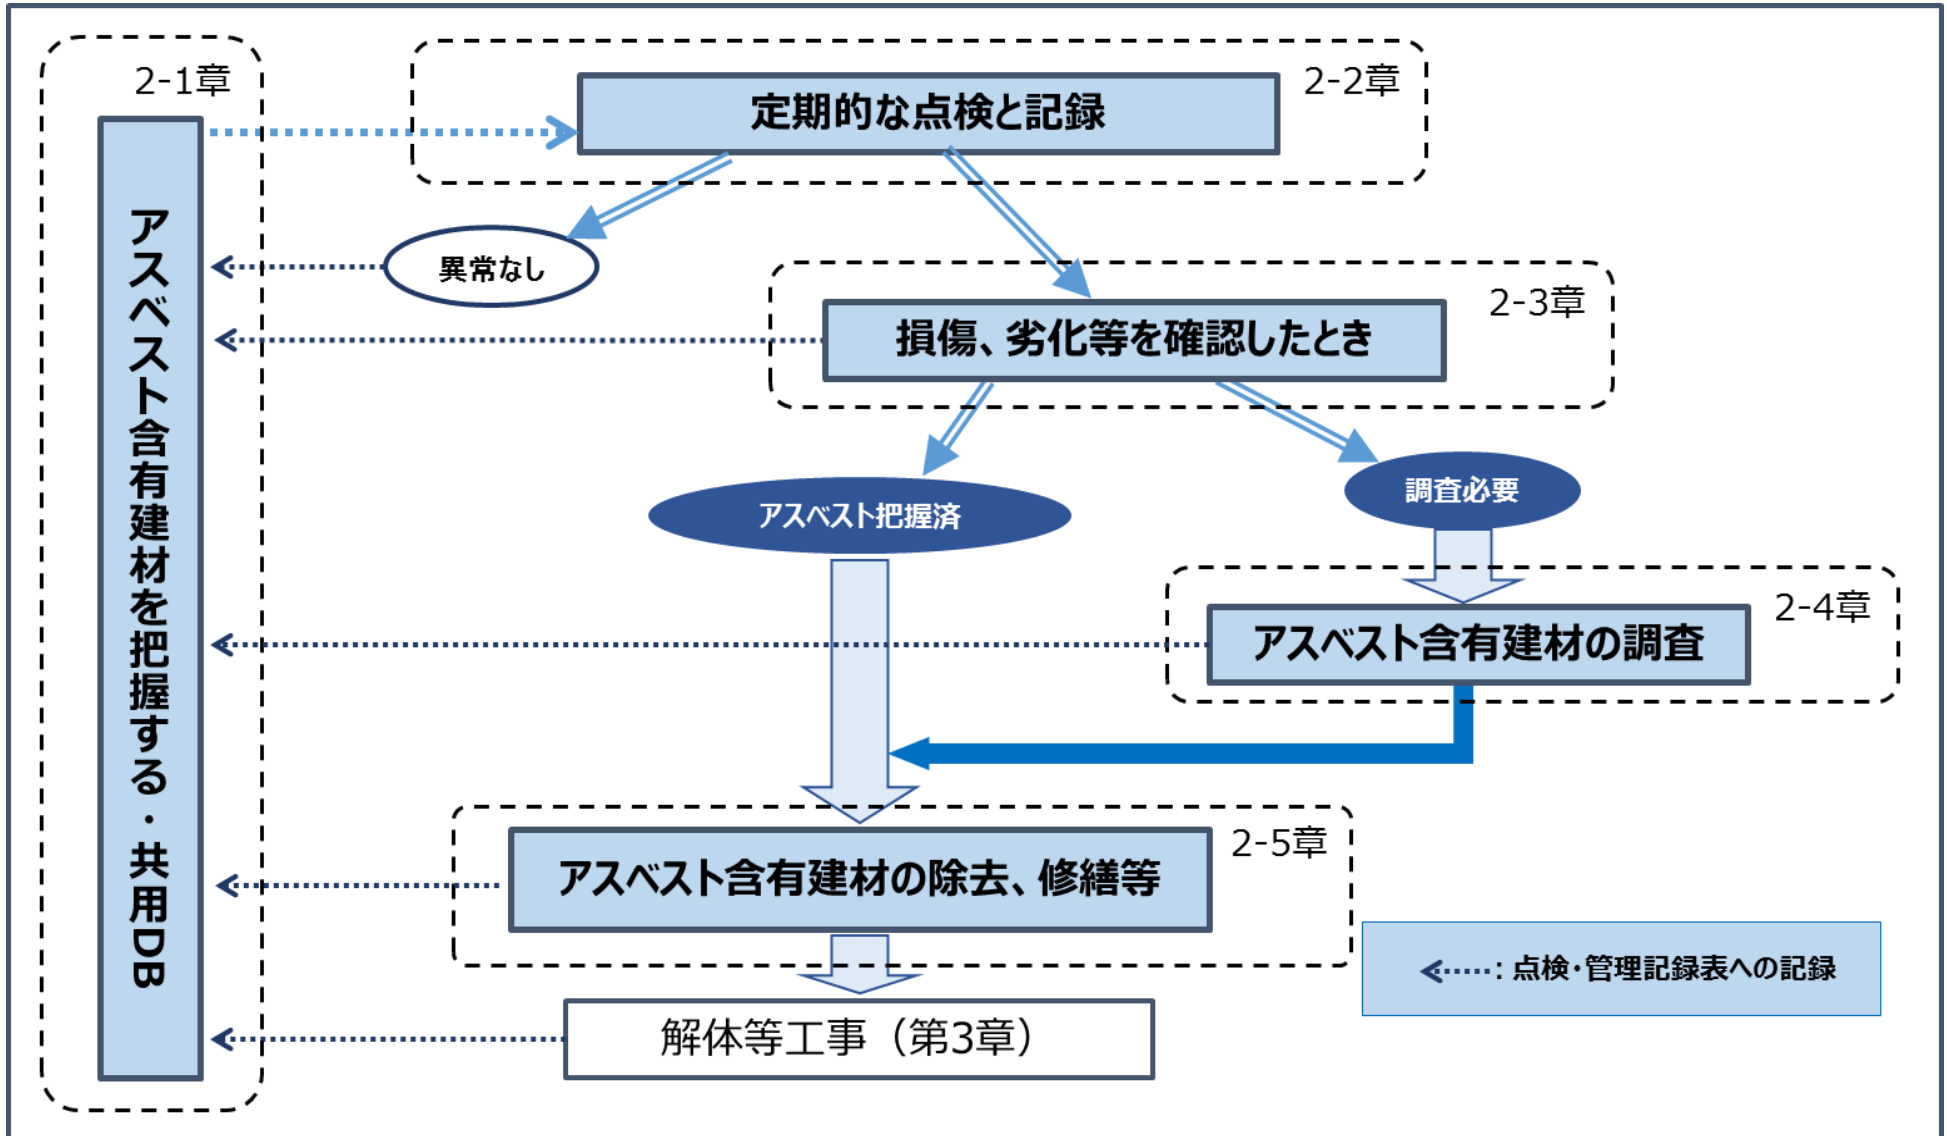 2-1章
アスベスト含有建材を把握する・共用DB
2-2章
定期的な点検と記録
異常なし
2-3章
損傷、劣化等を確認したとき
アスベスト把握済
調査必要
2-4章
アスベスト含有建材の調査
2-5章
アスベスト含有建材の除去、修繕等
：点検・管理記録表への記録
解体等工事（第3章）